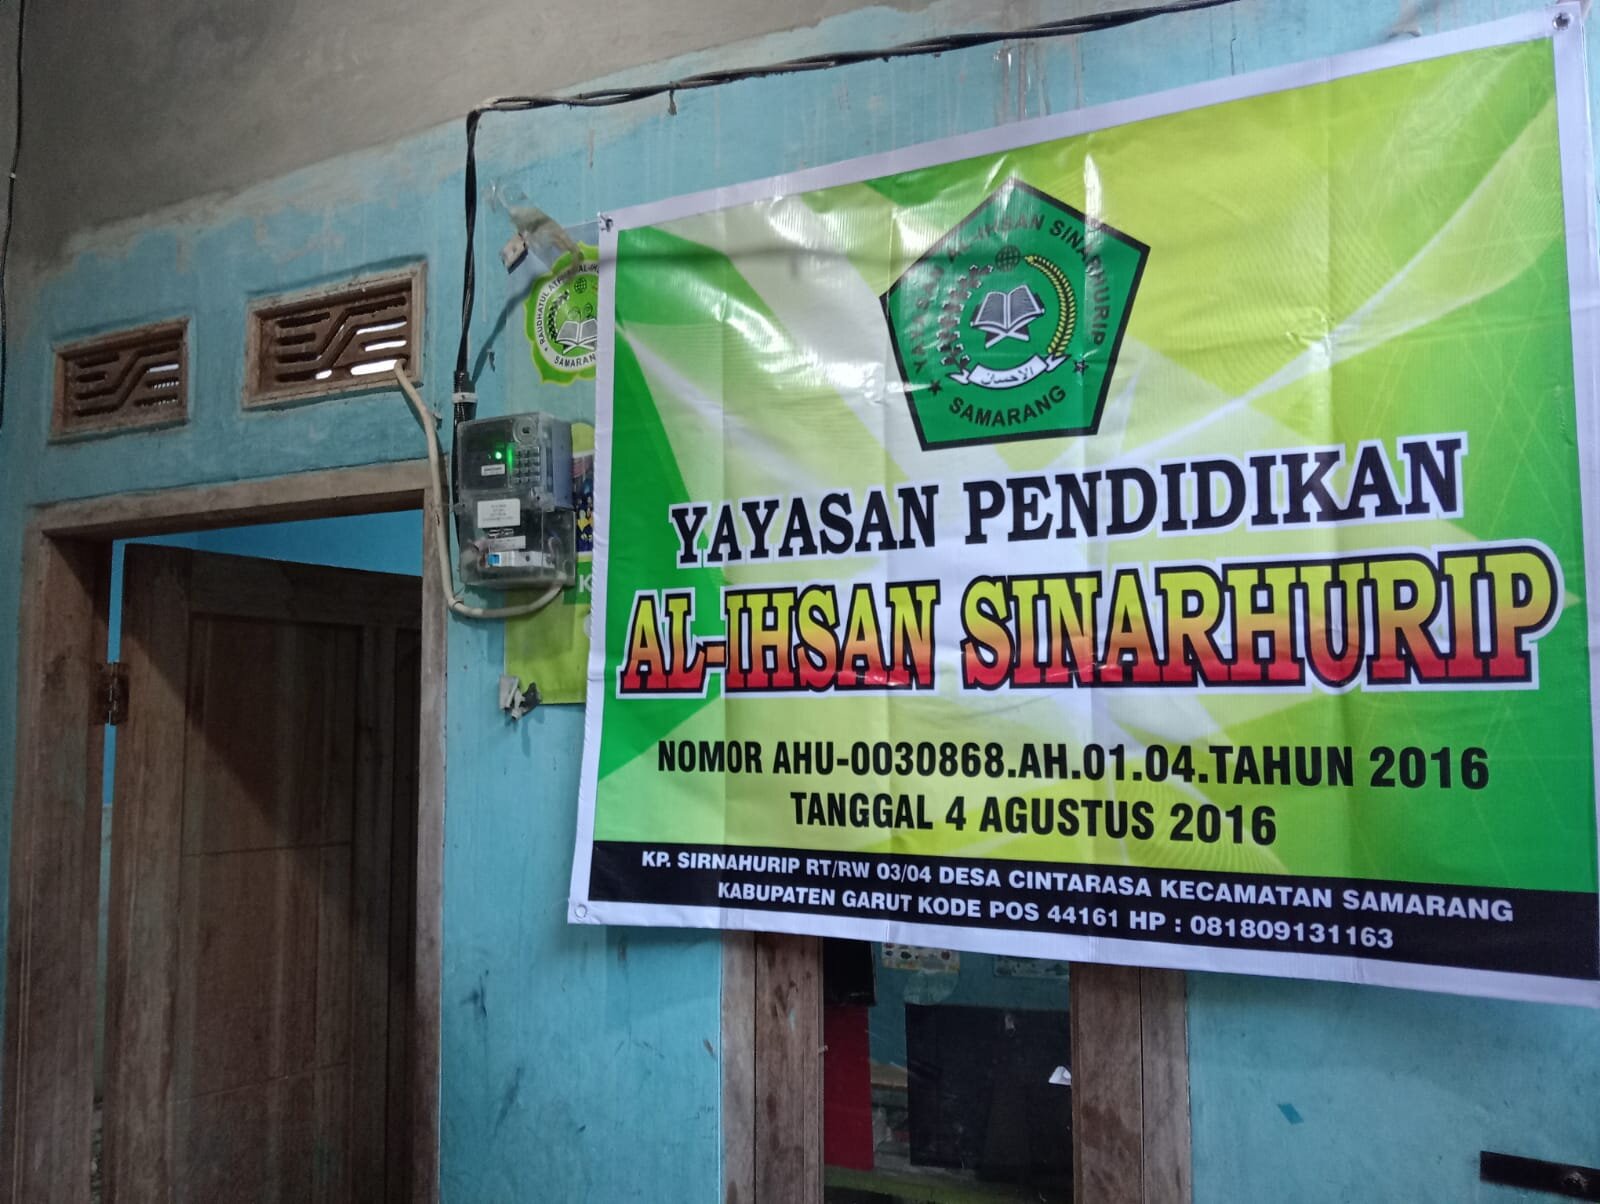 YAYASAN AL-IHSAN SINARHURIP
الإحسان
SAMARANG
YAYASAN PENDIDIKAN
AL-IHSAN SINARHURIP
NOMOR AHU-0030868.AH.01.04.TAHUN 2016
TANGGAL 4 AGUSTUS 2016
KP. SIRNAHURIP RT/RW 03/04 DESA CINTARASA KECAMATAN SAMARANG
KABUPATEN GARUT KODE POS 44161 HP : 081809131163
RAUDHATUL
SAMARANG
K